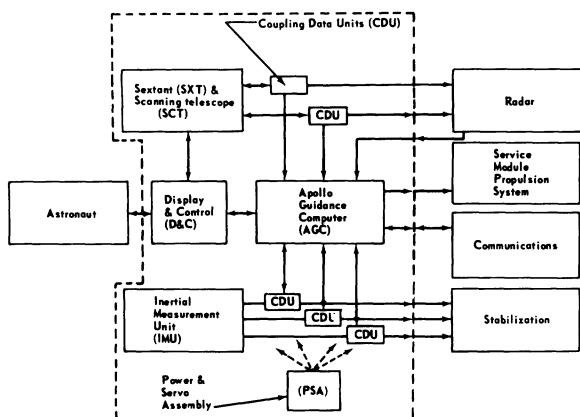 Coupling Data Units (CDU)
Sextant (SXT) &
Scanning telescope
(SCT)
CDU
Radar
Service
Module
Propulsion
System
Astronaut
Display
& Control
(D&C)
Apollo
Guidance
Computer
(AGC)
Communications
Inertial
Measurement
Unit
(IMU)
CDU
CDU
CDU
Stabilization
Power &
Servo
Assembly
(PSA)